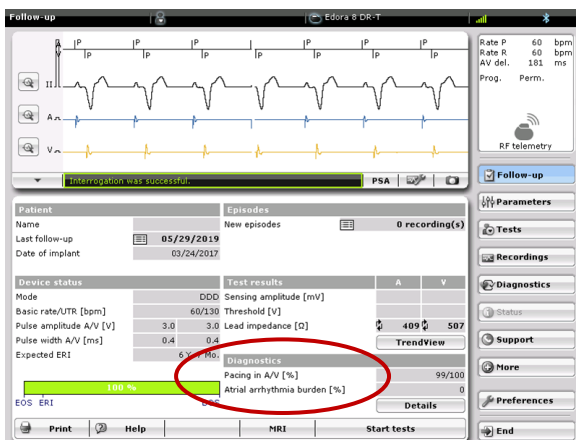 Follow-up Edora 8 DR-T
A P P P P P P
V P P P P P P
II
A
V
Rate P 60 bpm
Rate R 60 bpm
AV del. 181 ms
Prog. Perm.
RF telemetry
Interrogation was successful. PSA
Follow-up
Parameters
Tests
Recordings
Diagnostics
Status
Support
More
Preferences
End
Patient
Name
Last follow-up 05/29/2019
Date of implant 03/24/2017
Episodes
New episodes 0 recording(s)
Device status
Mode DDD
Basic rate/UTR [bpm] 60/130
Pulse amplitude A/V [V] 3.0 3.0
Pulse width A/V [ms] 0.4 0.4
Expected ERI 6 Mo.
100 %
EOS ERI
Test results A V
Sensing amplitude [mV]
Threshold [V]
Lead impedance [Ω] 409 507
TrendView
Diagnostics
Pacing in A/V [%] 99/100
Atrial arrhythmia burden [%] 0
Details
Print Help MRI Start tests